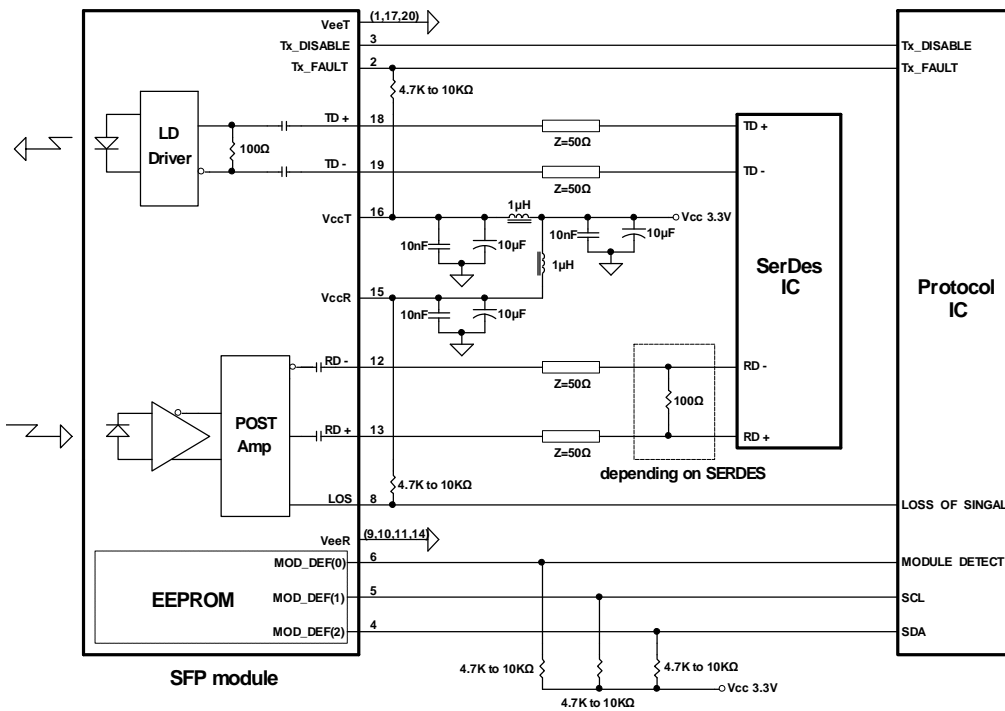 VeeT (1,17,20)
Tx_DISABLE 3 Tx_DISABLE
Tx_FAULT 2 Tx_FAULT
4.7K to 10KΩ
LD
Driver
100Ω
TD + 18 TD +
Z=50Ω
TD - 19 TD -
Z=50Ω
1µH
VccT 16 Vcc 3.3V
10nF 10µF 10nF 10µF
1µH
SerDes
IC
Protocol
IC
VccR 15
10nF 10µF
RD - 12 RD -
Z=50Ω
100Ω
POST
Amp
RD + 13 RD +
Z=50Ω
depending on SERDES
4.7K to 10KΩ
LOS 8 LOSS OF SINGAL
VeeR (9,10,11,14)
MOD_DEF(0) 6 MODULE DETECT
EEPROM
MOD_DEF(1) 5 SCL
MOD_DEF(2) 4 SDA
4.7K to 10KΩ 4.7K to 10KΩ
SFP module
Vcc 3.3V
4.7K to 10KΩ